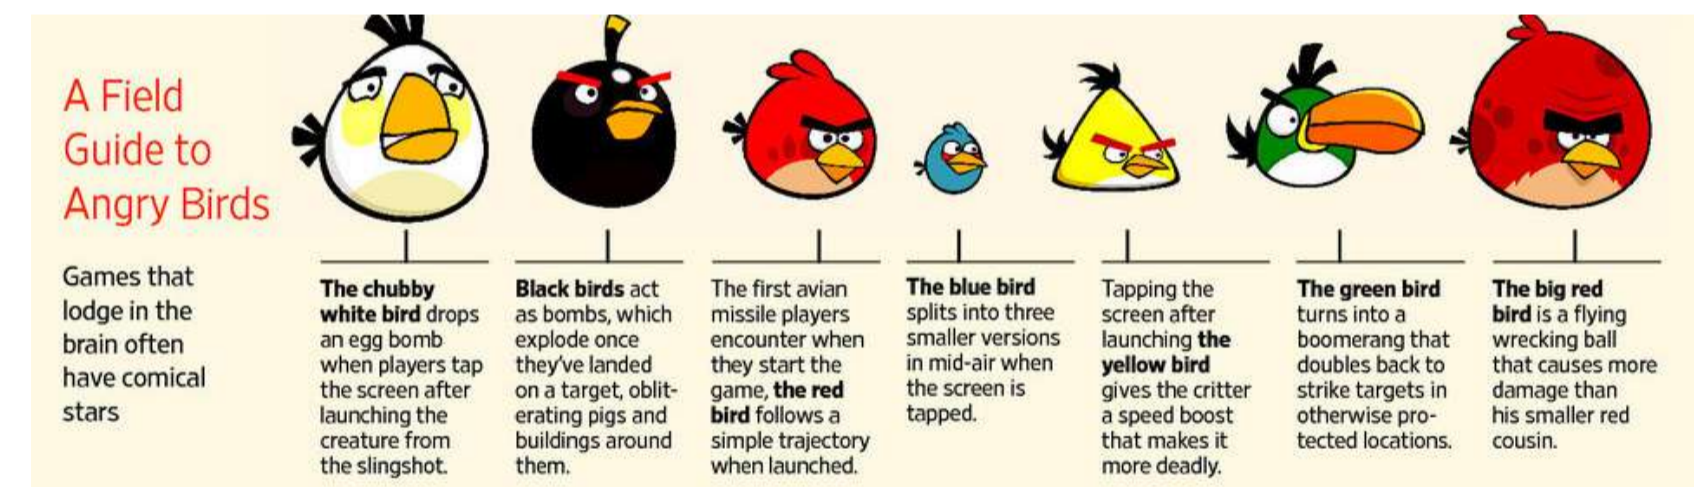 A Field
Guide to
Angry Birds
Games that
lodge in the
brain often
have comical
stars
The chubby
white bird drops
an egg bomb
when players tap
the screen after
launching the
creature from
the slingshot.
Black birds act
as bombs, which
explode once
they've landed
on a target, oblit-
erating pigs and
buildings around
them.
The first avian
missile players
encounter when
they start the
game, the red
bird follows a
simple trajectory
when launched.
The blue bird
splits into three
smaller versions
in mid-air when
the screen is
tapped.
Tapping the
screen after
launching the
yellow bird
gives the critter
a speed boost
that makes it
more deadly.
The green bird
turns into a
boomerang that
doubles back to
strike targets in
otherwise pro-
tected locations.
The big red
bird is a flying
wrecking ball
that causes more
damage than
his smaller red
cousin.